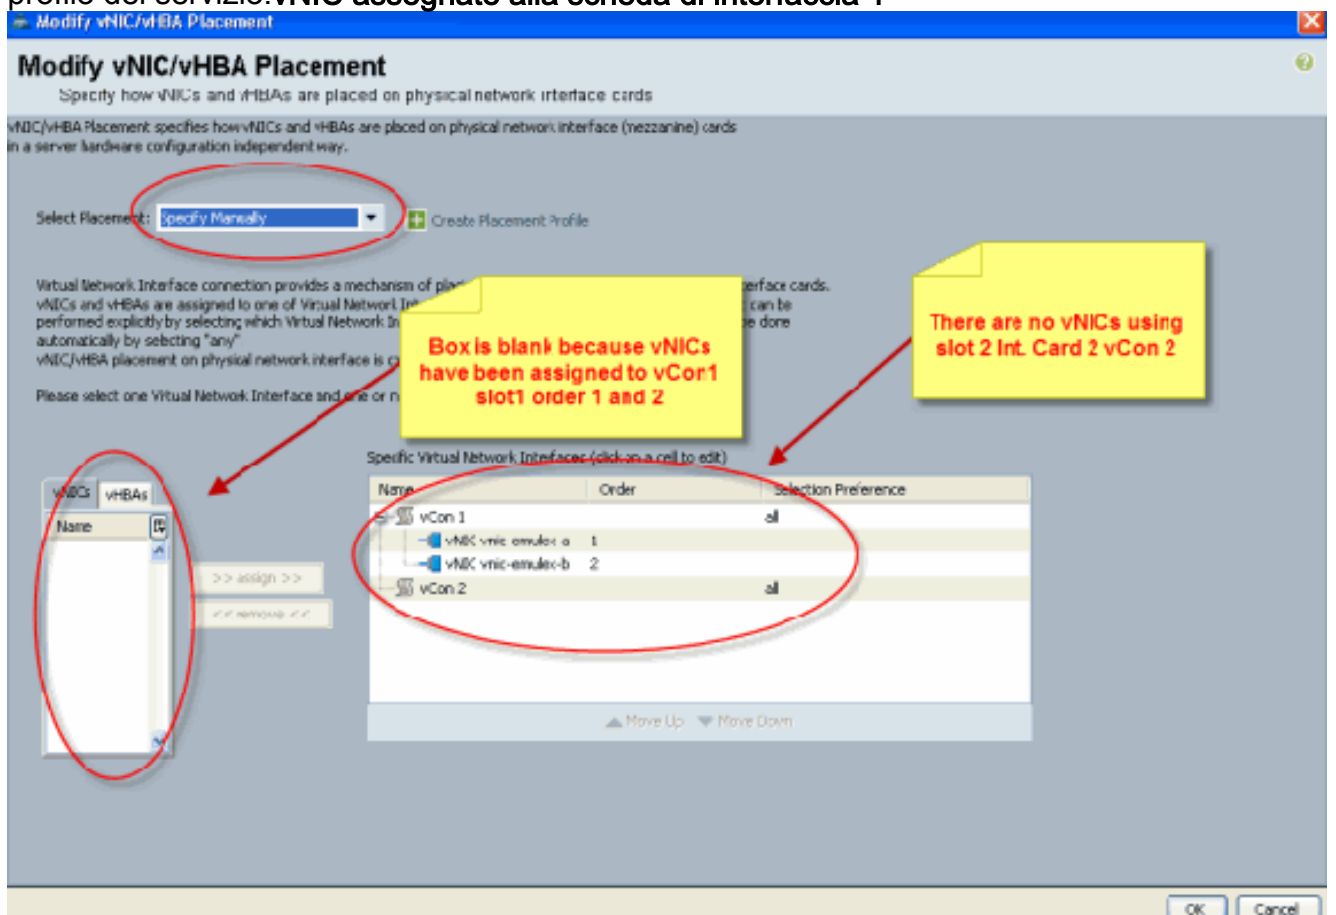 profilo del servizio.vNIC assegnato alla scheda di interfaccia 1
Modify vNIC/vHBA Placement
Modify vNIC/vHBA Placement
Specify how vNICs and vHBAs are placed on physical network interface cards
vNIC/vHBA Placement specifies how vNICs and vHBAs are placed on physical network interface (mezzanine) cards
in a server hardware configuration independent way.
Select Placement: Specify Manually
Create Placement Profile
Virtual Network Interface connection provides a mechanism of
erface cards.
vNICs and vHBAs are assigned to one of Virtual Network
can be
performed explicitly by selecting which Virtual Network
be done
automatically by selecting "any"
vNIC/vHBA placement on physical network interface is
Please select one Virtual Network Interface and one or
Box is blank because vNICs
have been assigned to vCon1
slot1 order 1 and 2
There are no vNICs using
slot 2 Int. Card 2 vCon 2
Specific Virtual Network Interfaces (click on a cell to edit)
vNICs vHBAs
Name
>> assign >>
<< remove <<
Name Order Selection Preference
vCon 1 all
vNIC vnic-emulex-a 1
vNIC vnic-emulex-b 2
vCon 2 all
Move Up Move Down
OK Cancel